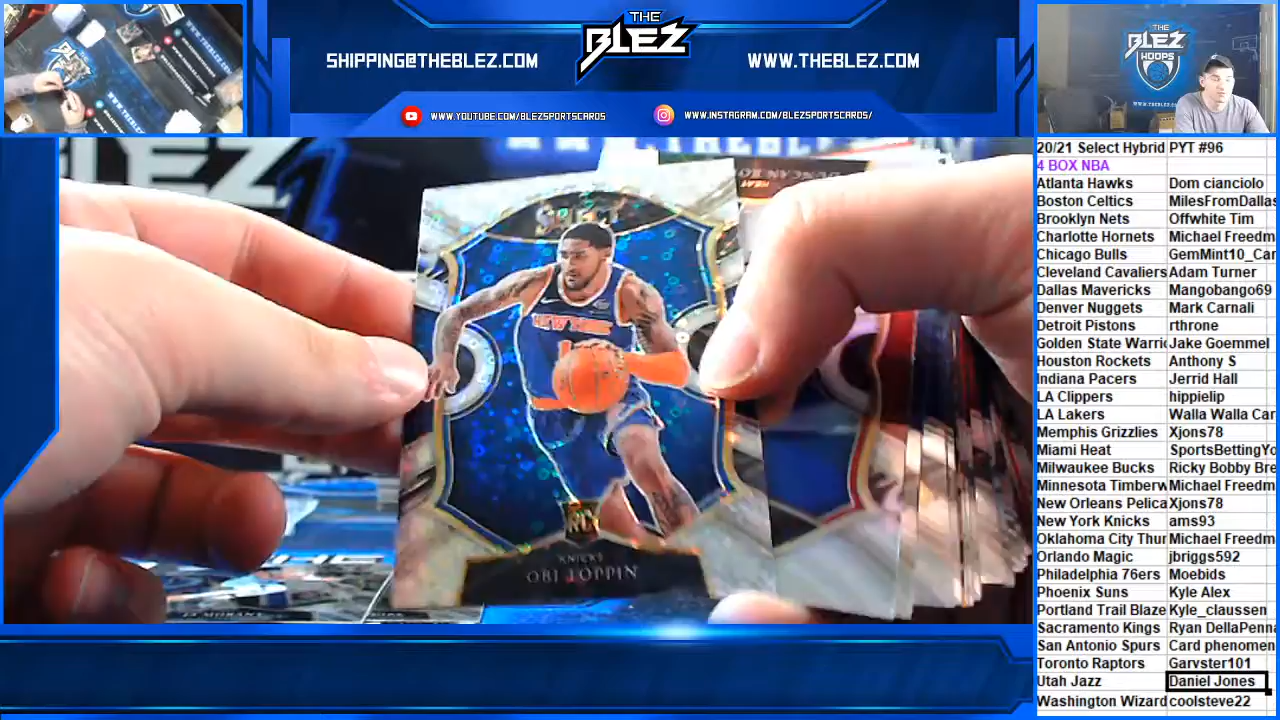 THE
BLEZ
SHIPPING@THEBLEZ.COM
WWW.THEBLEZ.COM
WWW.YOUTUBE.COM/BLEZSPORTSCARDS
WWW.INSTAGRAM.COM/BLEZSPORTSCARDS/
THE
BLEZ
HOOPS
20/21 Select Hybrid PYT #96
4 BOX NBA
Atlanta Hawks Dom cianciolo
Boston Celtics MilesFromDallas
Brooklyn Nets Offwhite Tim
Charlotte Hornets Michael Freedm
Chicago Bulls GemMint10_Car
Cleveland Cavaliers Adam Turner
Dallas Mavericks Mangobango69
Denver Nuggets Mark Carnali
Detroit Pistons rthrone
Golden State Warri Jake Goemmel
Houston Rockets Anthony S
Indiana Pacers Jerrid Hall
LA Clippers hippielip
LA Lakers Walla Walla Car
Memphis Grizzlies Xjons78
Miami Heat SportsBettingYo
Milwaukee Bucks Ricky Bobby Bre
Minnesota Timberw Michael Freedm
New Orleans Pelica Xjons78
New York Knicks ams93
Oklahoma City Thun Michael Freedm
Orlando Magic jbriggs592
Philadelphia 76ers Moebids
Phoenix Suns Kyle Alex
Portland Trail Blaze Kyle_claussen
Sacramento Kings Ryan DellaPenna
San Antonio Spurs Card phenomen
Toronto Raptors Garvster101
Utah Jazz Daniel Jones
Washington Wizard coolsteve22
SELECT
NEW YORK
KNICKS
OBI TOPPIN
JA MORANT